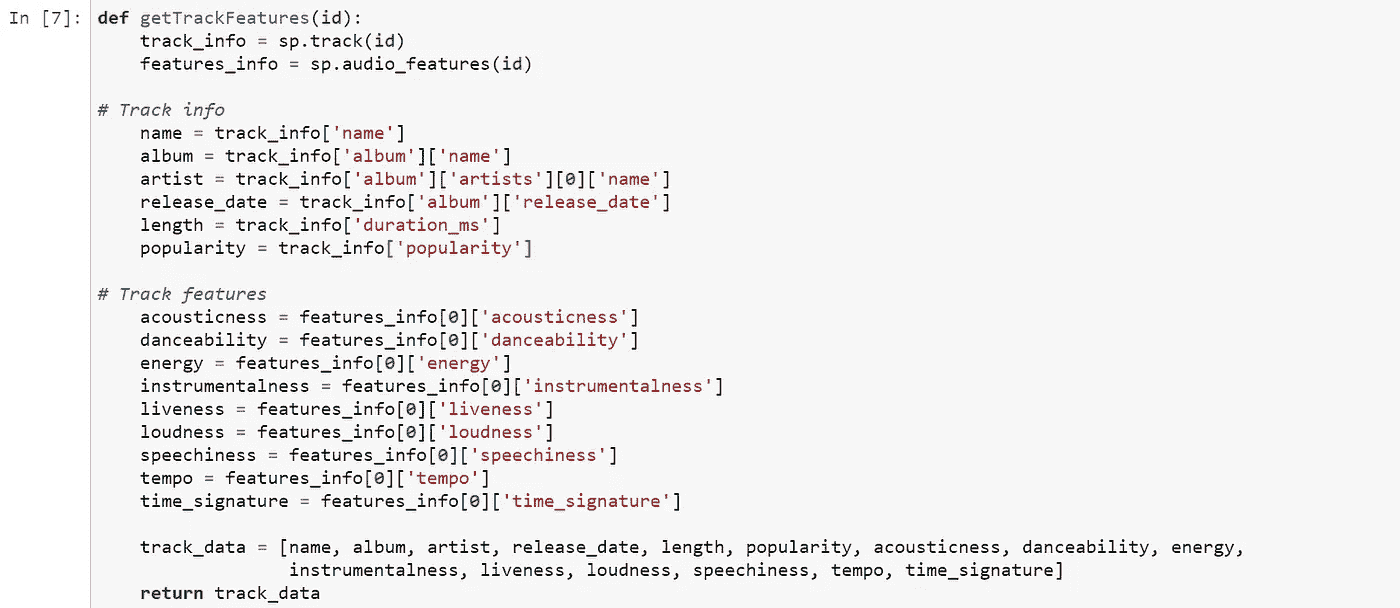 In [7]: def getTrackFeatures(id):
    track_info = sp.track(id)
    features_info = sp.audio_features(id)

# Track info
    name = track_info['name']
    album = track_info['album']['name']
    artist = track_info['album']['artists'][0]['name']
    release_date = track_info['album']['release_date']
    length = track_info['duration_ms']
    popularity = track_info['popularity']

# Track features
    acousticness = features_info[0]['acousticness']
    danceability = features_info[0]['danceability']
    energy = features_info[0]['energy']
    instrumentalness = features_info[0]['instrumentalness']
    liveness = features_info[0]['liveness']
    loudness = features_info[0]['loudness']
    speechiness = features_info[0]['speechiness']
    tempo = features_info[0]['tempo']
    time_signature = features_info[0]['time_signature']

    track_data = [name, album, artist, release_date, length, popularity, acousticness, danceability, energy,
                  instrumentalness, liveness, loudness, speechiness, tempo, time_signature]
    return track_data